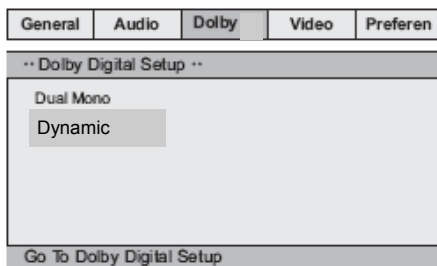 General Audio Dolby Video Preferen
·· Dolby Digital Setup ··
Dual Mono
Dynamic
Go To Dolby Digital Setup